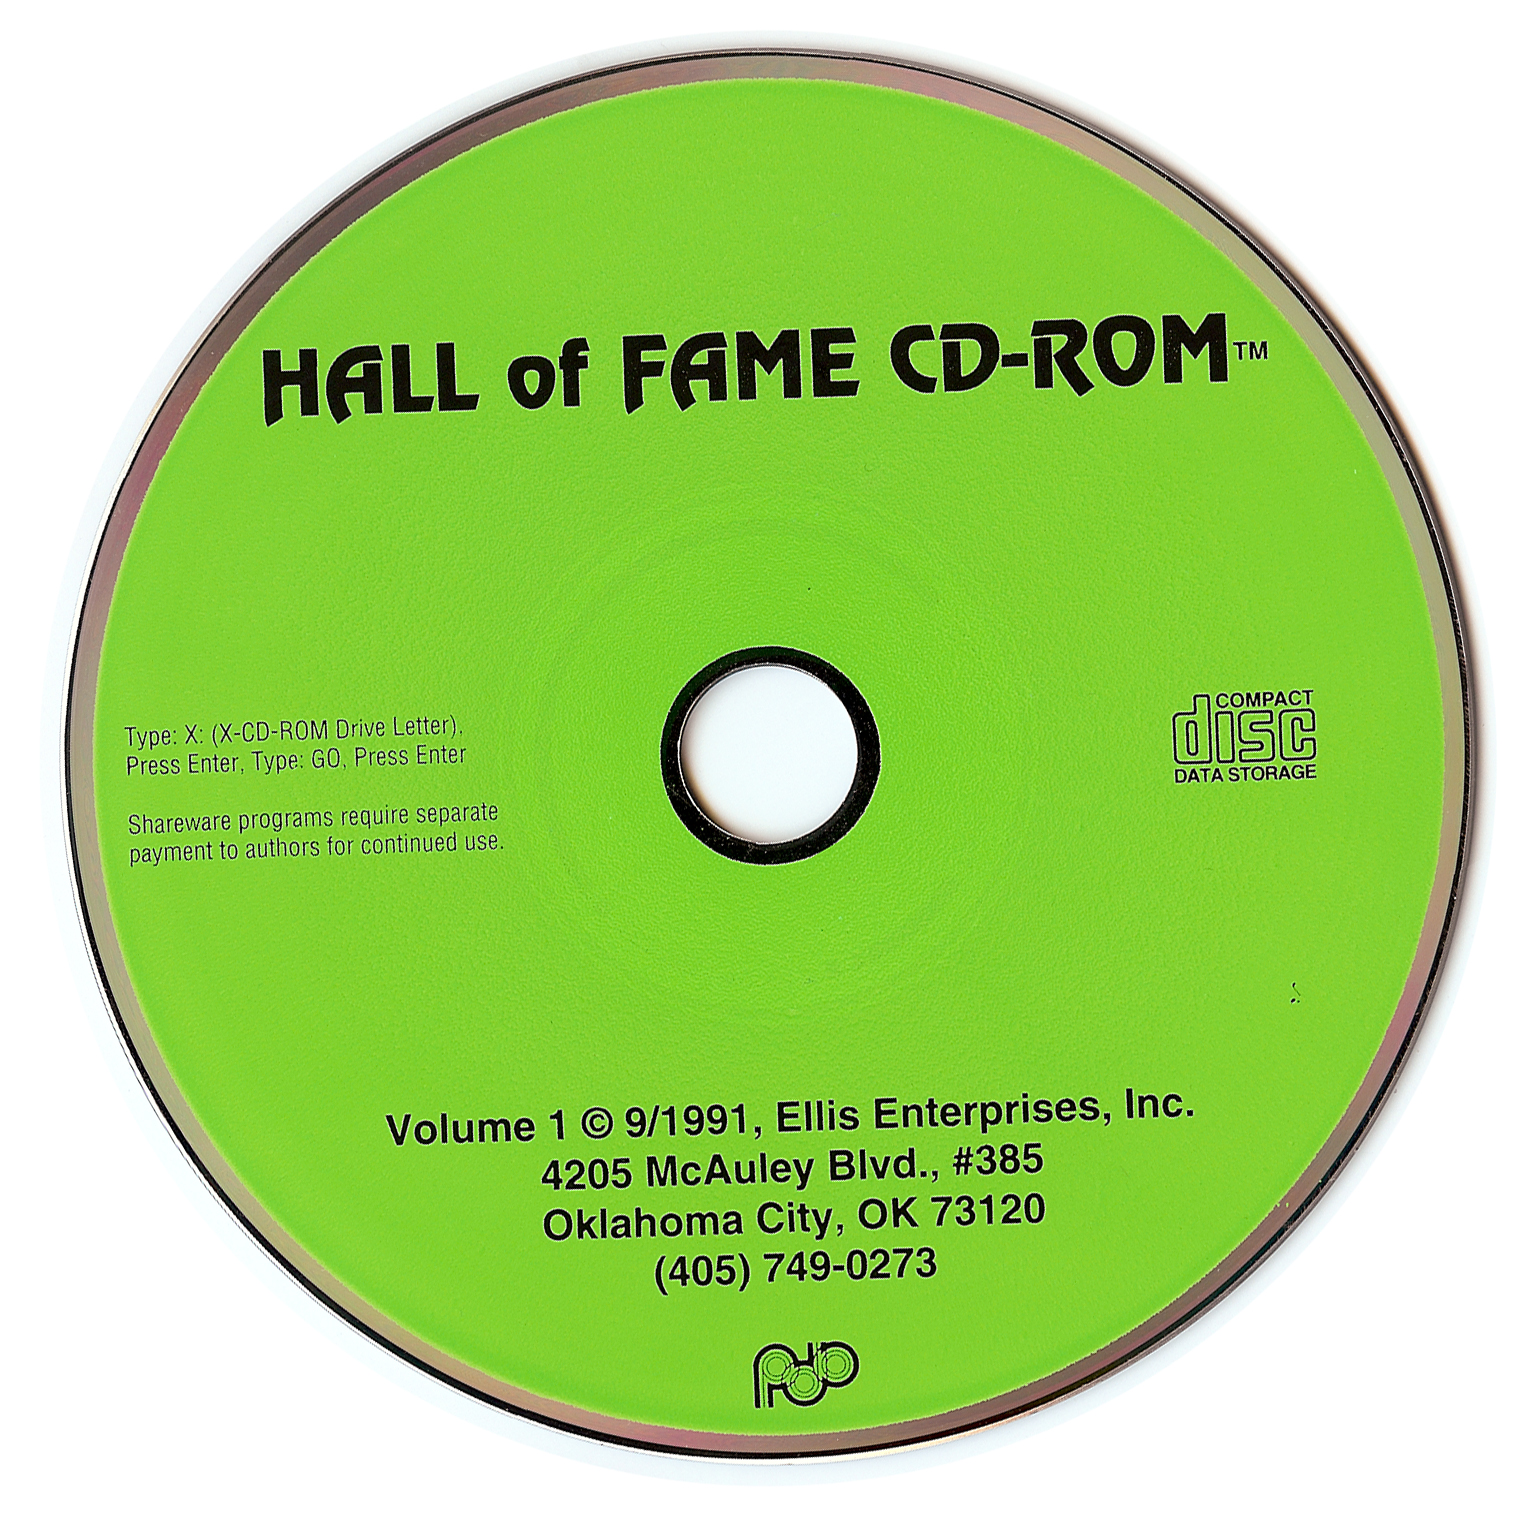 HALL of FAME CD-ROM™
Type: X: (X-CD-ROM Drive Letter),
Press Enter, Type: GO, Press Enter
Shareware programs require separate
payment to authors for continued use.
COMPACT
disc
DATA STORAGE
Volume 1 © 9/1991, Ellis Enterprises, Inc.
4205 McAuley Blvd., #385
Oklahoma City, OK 73120
(405) 749-0273
pdp